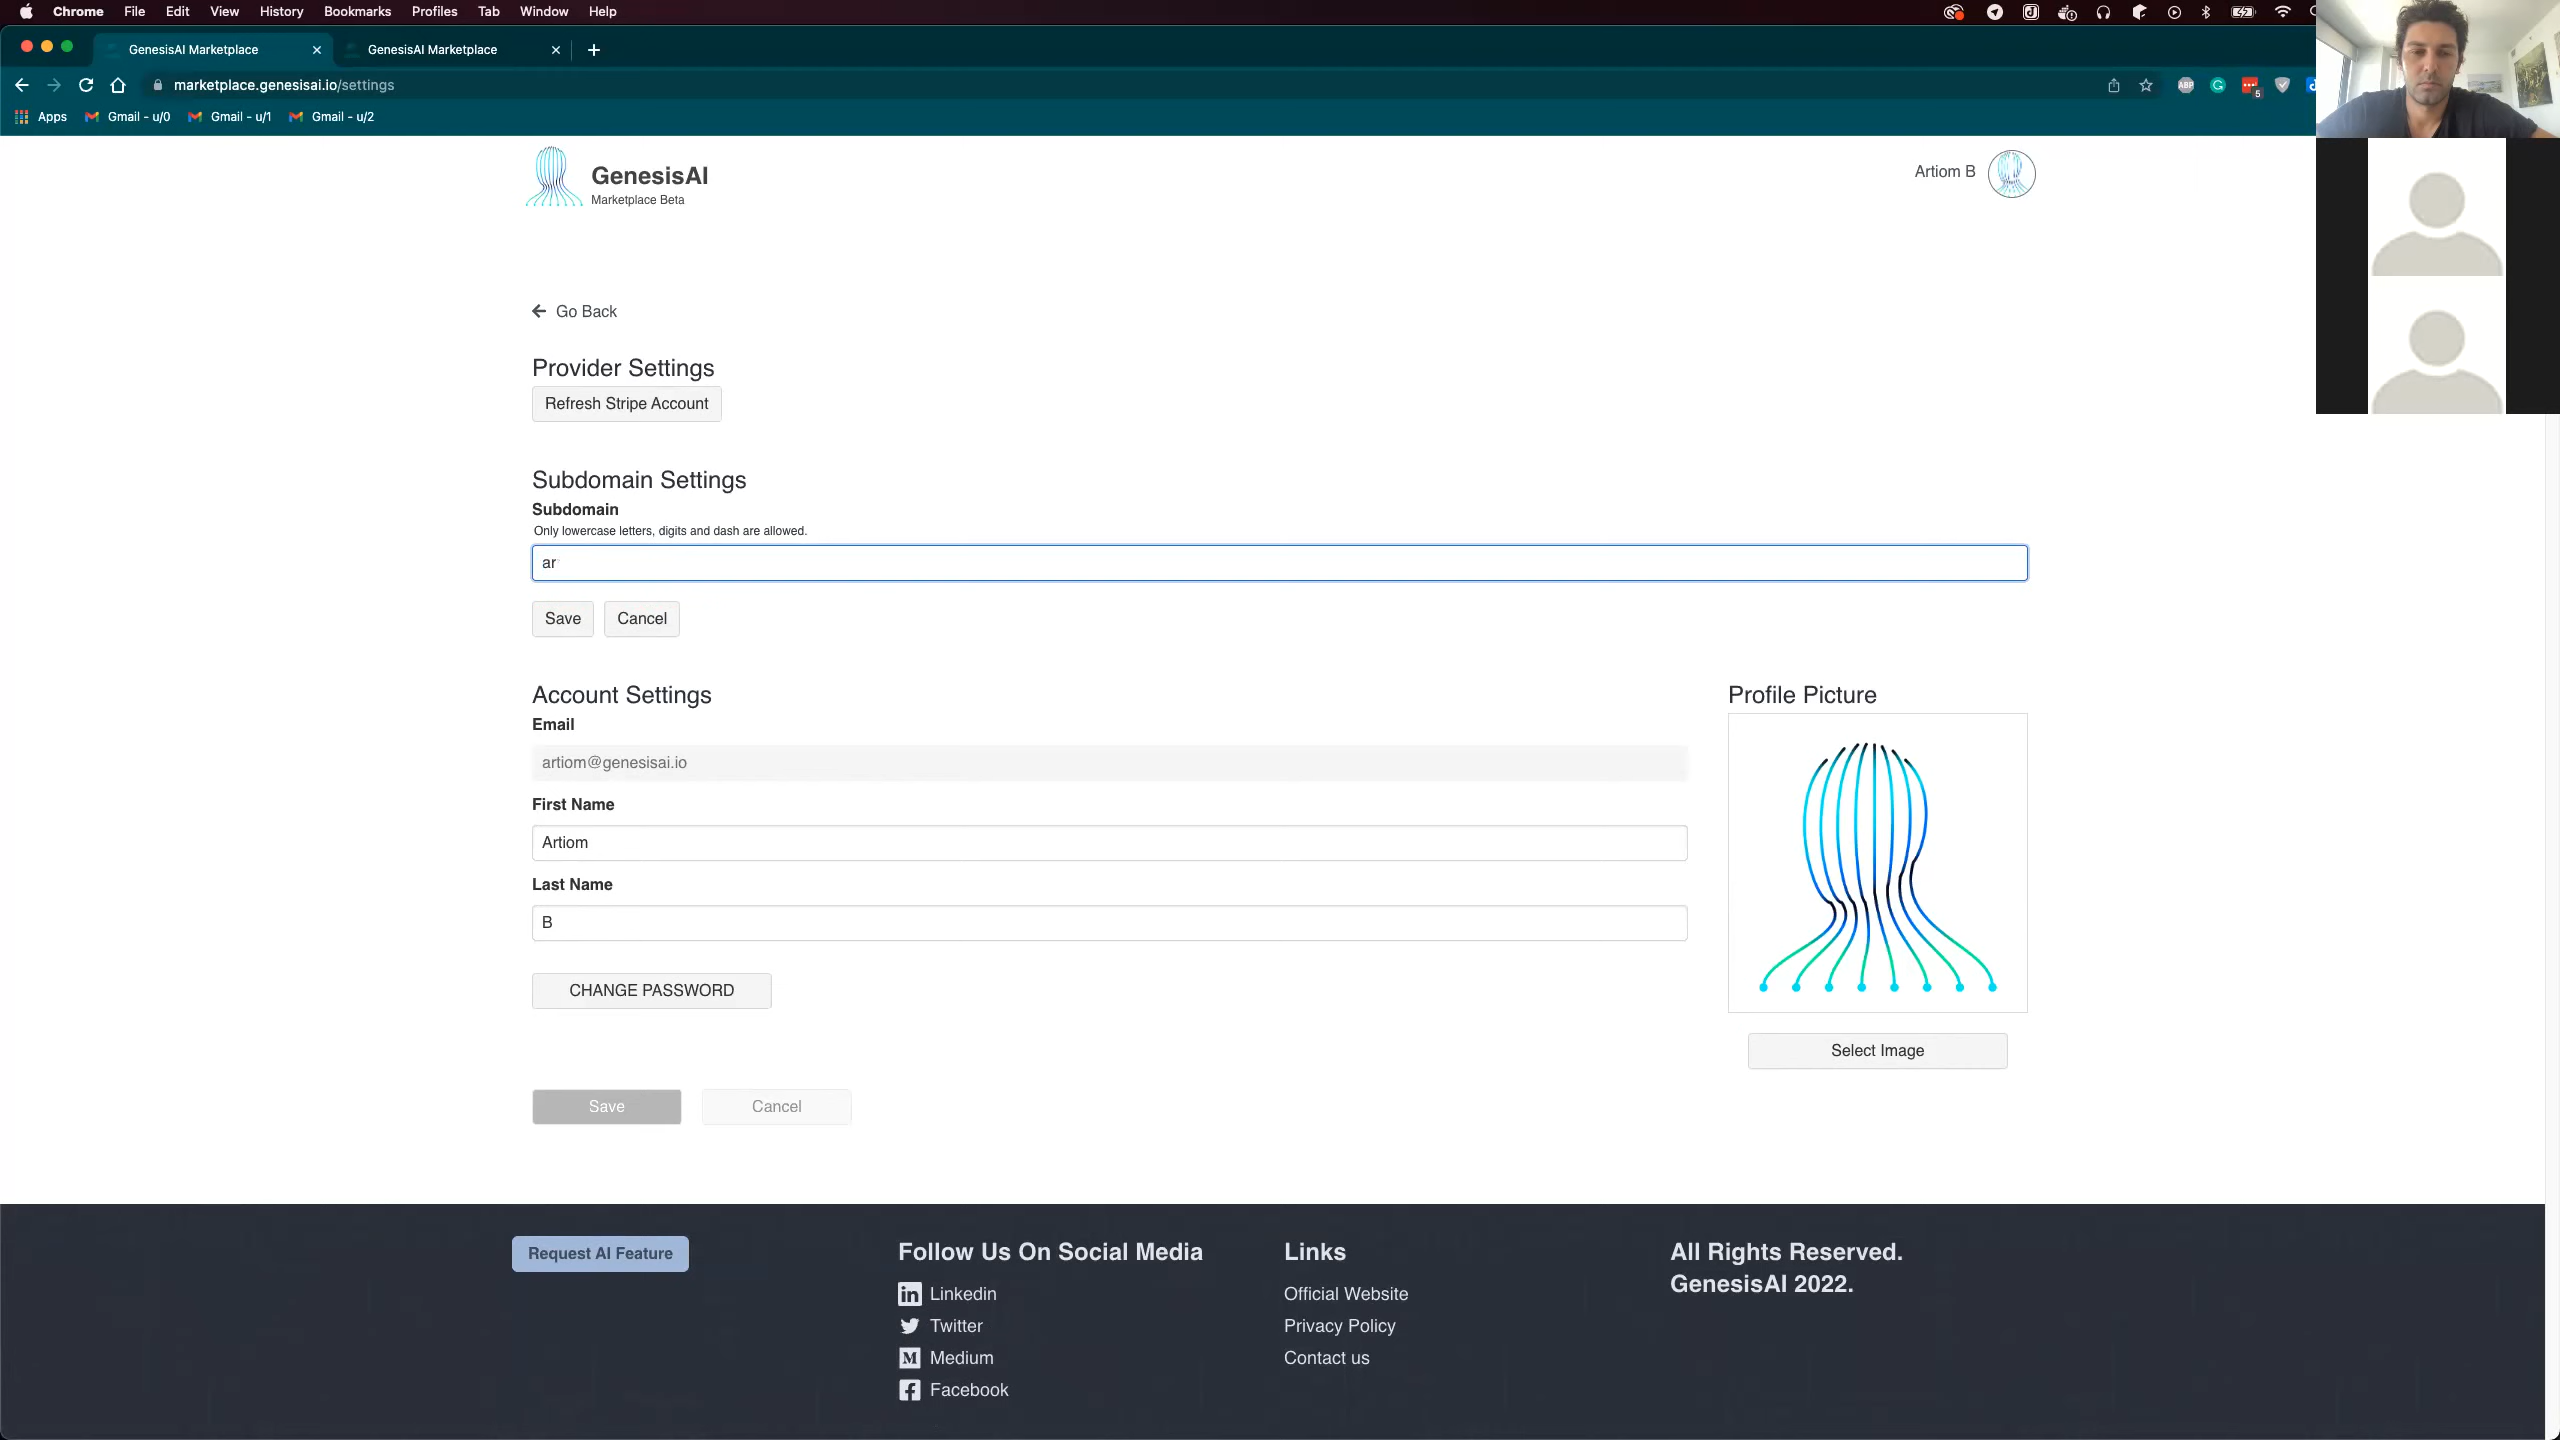 Chrome File Edit View History Bookmarks Profiles Tab Window Help
GenesisAI Marketplace GenesisAI Marketplace
marketplace.genesisai.io/settings
ABP
5
Apps Gmail - u/0 Gmail - u/1 Gmail - u/2
GenesisAI
Marketplace Beta
Artiom B
Go Back
Provider Settings
Refresh Stripe Account
Subdomain Settings
Subdomain
Only lowercase letters, digits and dash are allowed.
ar
Save Cancel
Account Settings
Email
artiom@genesisai.io
First Name
Artiom
Last Name
B
CHANGE PASSWORD
Profile Picture
Select Image
Save Cancel
Request AI Feature
Follow Us On Social Media
Linkedin
Twitter
Medium
Facebook
Links
Official Website
Privacy Policy
Contact us
All Rights Reserved.
GenesisAI 2022.